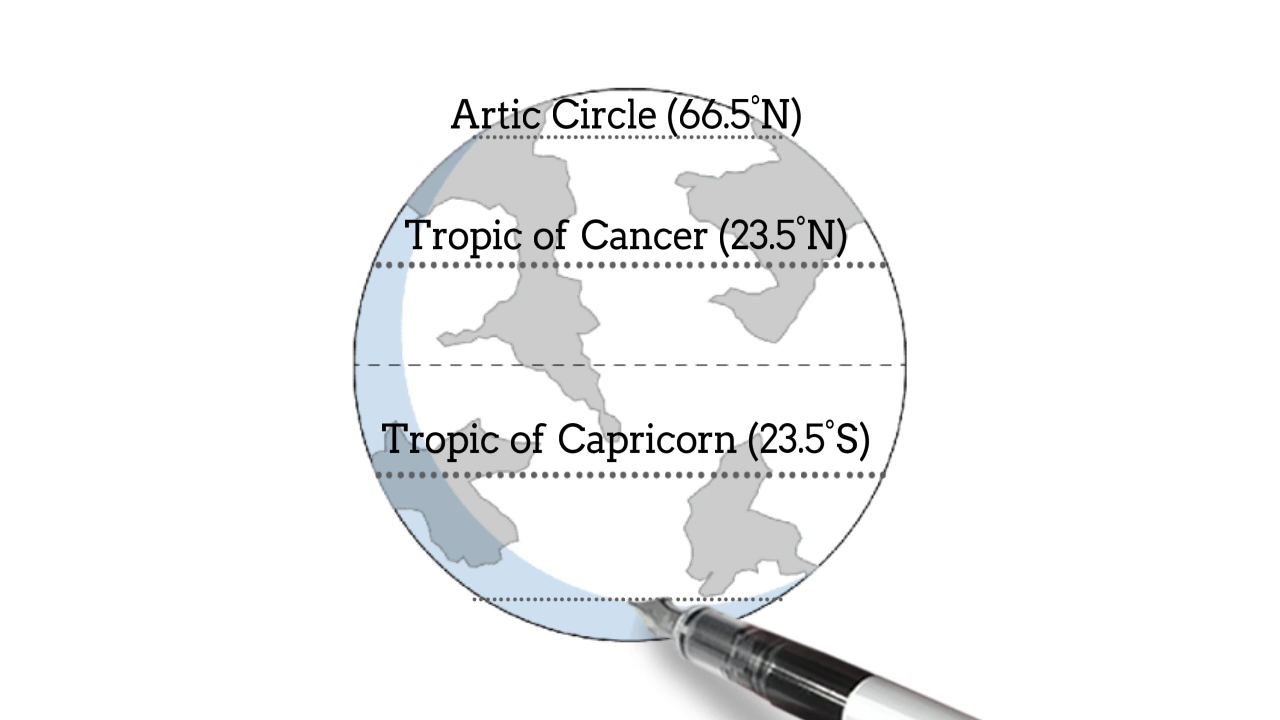 Artic Circle (66.5°N)
Tropic of Cancer (23.5°N)
Tropic of Capricorn (23.5°S)